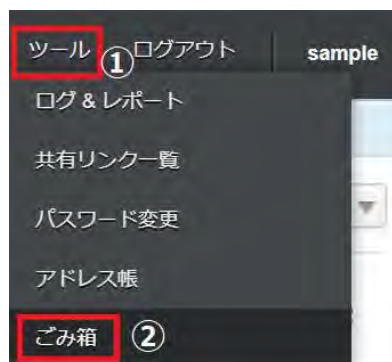 ツール ① ログアウト sample
ログ & レポート
共有リンク一覧
パスワード変更
アドレス帳
ごみ箱 ②